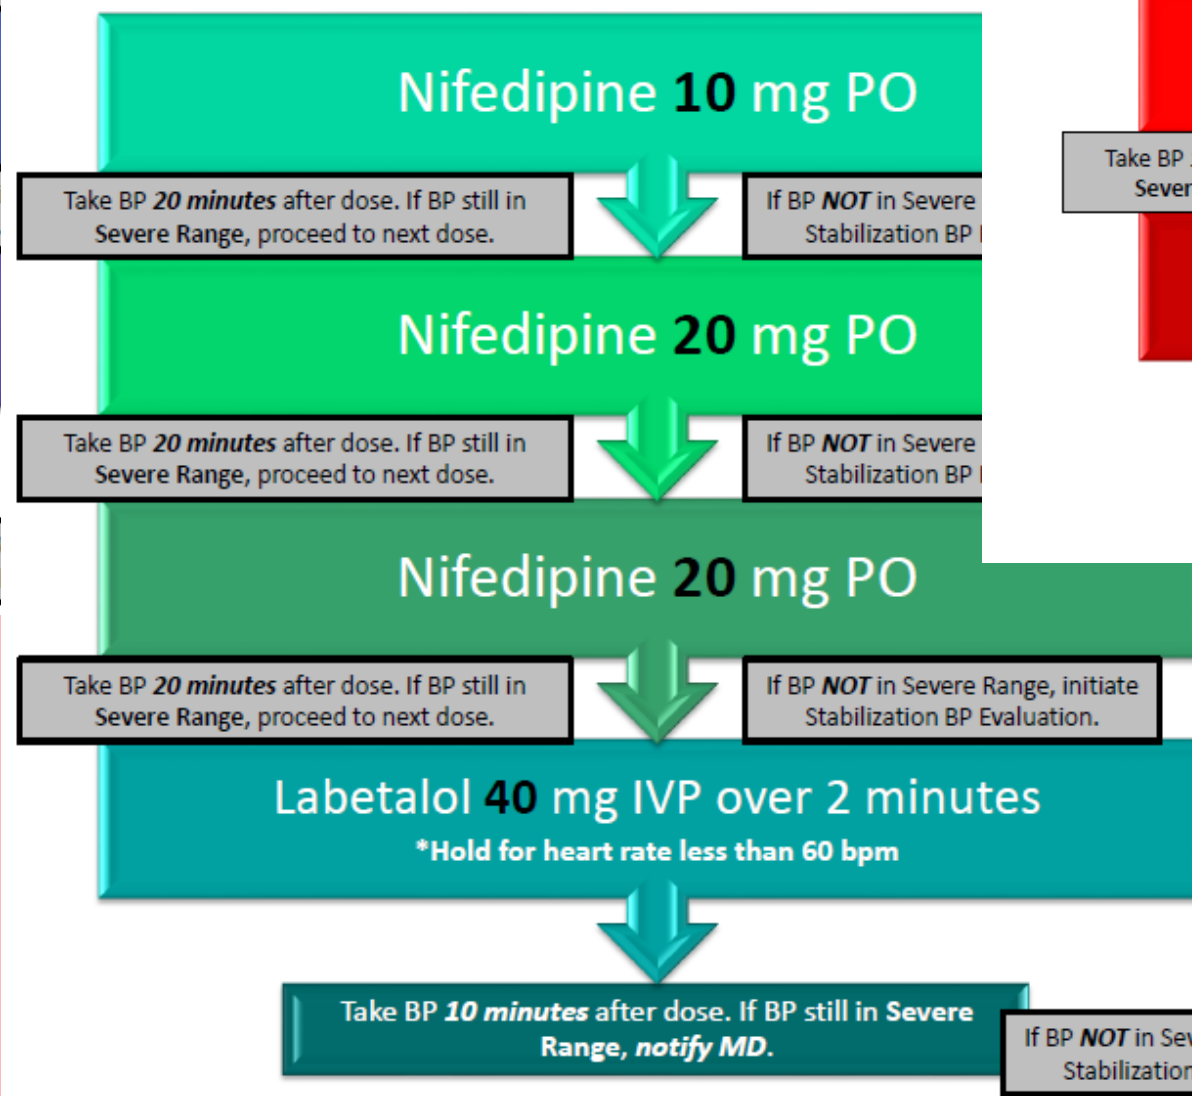 Nifedipine 10 mg PO
Take BP
Sever
Take BP 20 minutes after dose. If BP still in
Severe Range, proceed to next dose.
If BP NOT in Severe
Stabilization BP
Nifedipine 20 mg PO
Take BP 20 minutes after dose. If BP still in
Severe Range, proceed to next dose.
If BP NOT in Severe
Stabilization BP
Nifedipine 20 mg PO
Take BP 20 minutes after dose. If BP still in
Severe Range, proceed to next dose.
If BP NOT in Severe Range, initiate
Stabilization BP Evaluation.
Labetalol 40 mg IVP over 2 minutes
*Hold for heart rate less than 60 bpm
Take BP 10 minutes after dose. If BP still in Severe
Range, notify MD.
If BP NOT in Sev
Stabilization